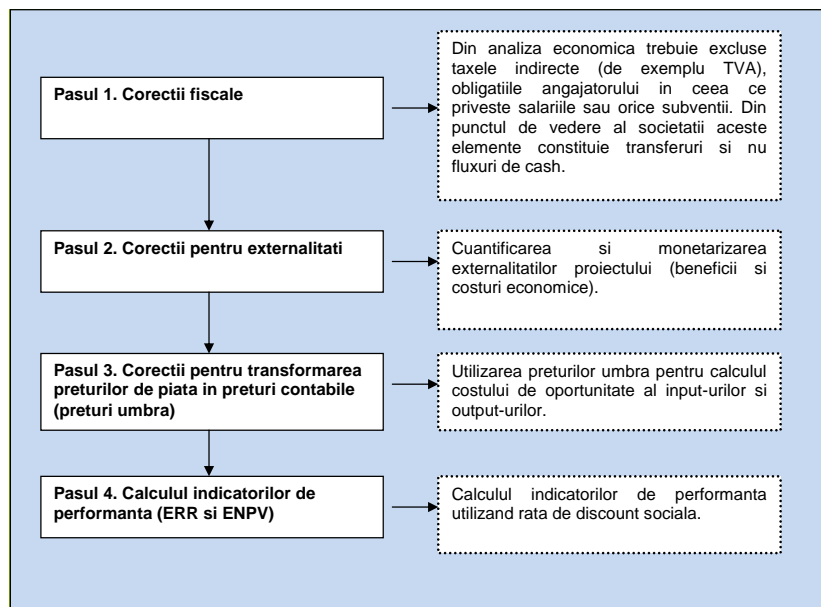 Pasul 1. Corectii fiscale
Din analiza economica trebuie excluse
taxele indirecte (de exemplu TVA),
obligatiile angajatorului in ceea ce
priveste salariile sau orice subventii. Din
punctul de vedere al societatii aceste
elemente constituie transferuri si nu
fluxuri de cash.
Pasul 2. Corectii pentru externalitati
Cuantificarea si monetarizarea
externalitatilor proiectului (beneficii si
costuri economice).
Pasul 3. Corectii pentru transformarea
preturilor de piata in preturi contabile
(preturi umbra)
Utilizarea preturilor umbra pentru calculul
costului de oportunitate al input-urilor si
output-urilor.
Pasul 4. Calculul indicatorilor de
performanta (ERR si ENPV)
Calculul indicatorilor de performanta
utilizand rata de discount sociala.